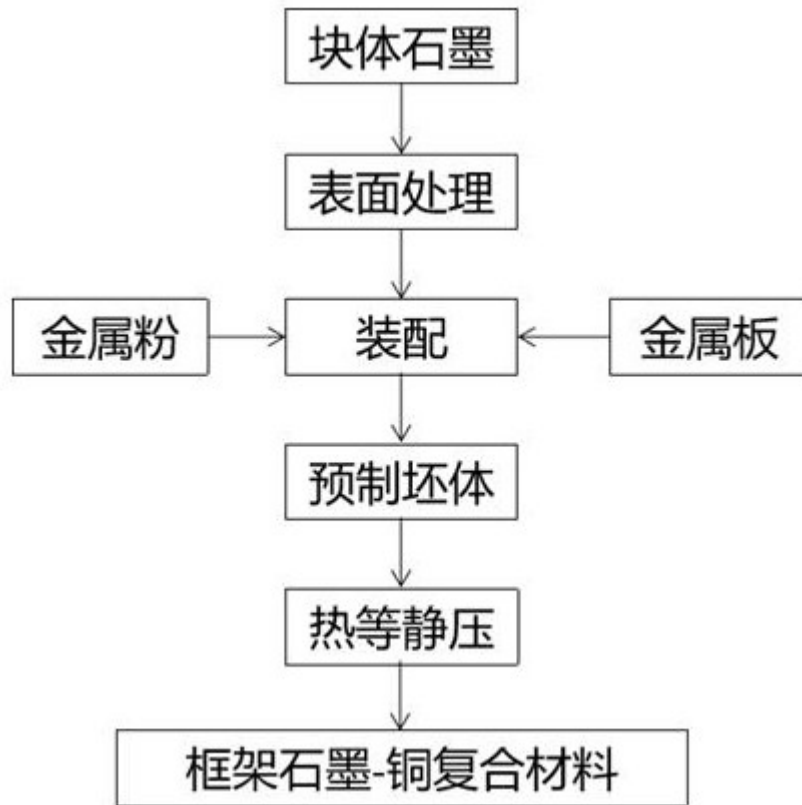 块体石墨
表面处理
金属粉
装配
金属板
预制坯体
热等静压
框架石墨-铜复合材料